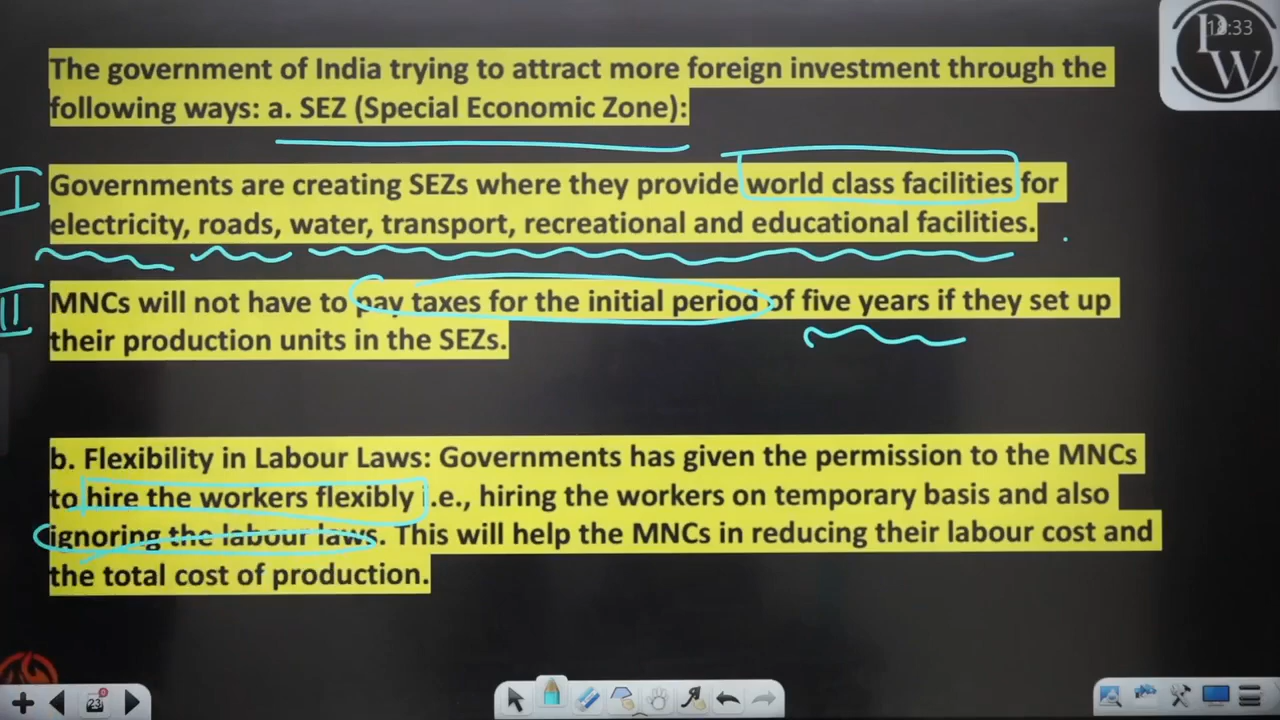 18:33
PW
The government of India trying to attract more foreign investment through the
following ways: a. SEZ (Special Economic Zone):
I
Governments are creating SEZs where they provide world class facilities for
electricity, roads, water, transport, recreational and educational facilities.
II
MNCs will not have to pay taxes for the initial period of five years if they set up
their production units in the SEZs.
b. Flexibility in Labour Laws: Governments has given the permission to the MNCs
to hire the workers flexibly i.e., hiring the workers on temporary basis and also
ignoring the labour laws. This will help the MNCs in reducing their labour cost and
the total cost of production.
23